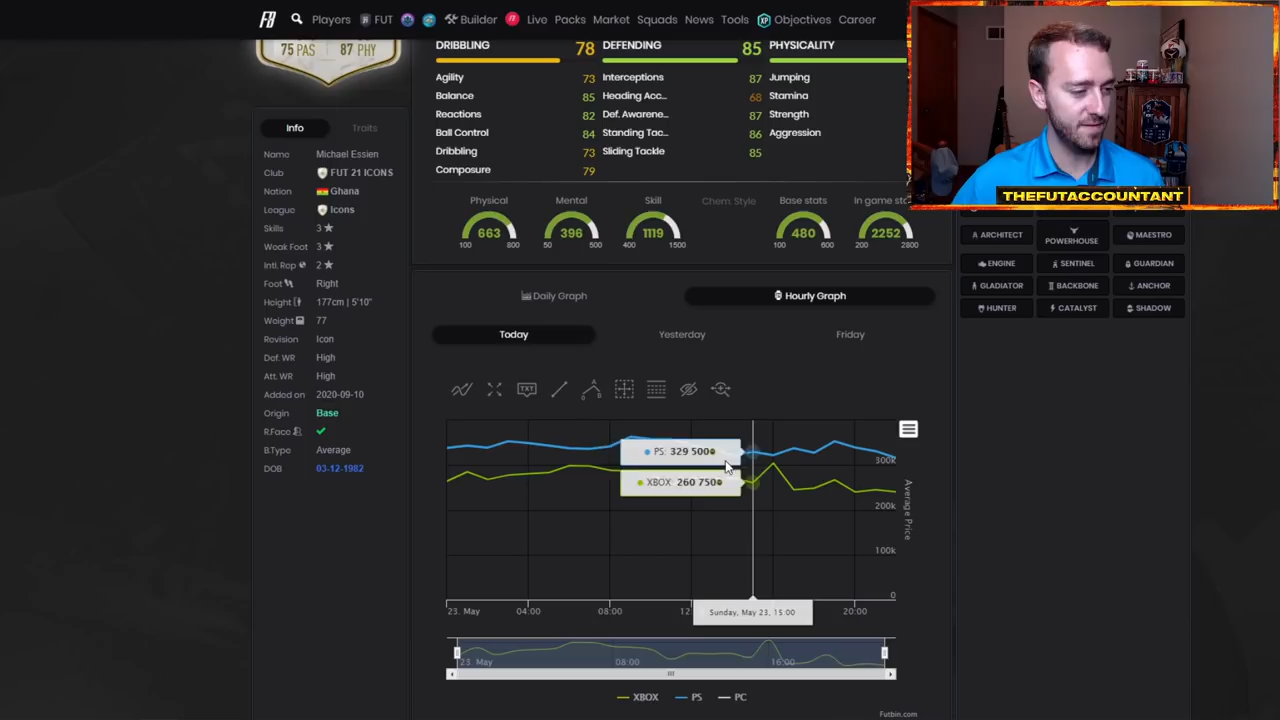 Players FUT Builder Live Packs Market Squads News Tools XP Objectives Career
75 PAS 87 PHY
DRIBBLING 78 DEFENDING 85 PHYSICALITY
Agility 73 Interceptions 87 Jumping
Balance 85 Heading Acc... 68 Stamina
Reactions 82 Def. Awarene... 87 Strength
Ball Control 84 Standing Tac... 86 Aggression
Dribbling 73 Sliding Tackle 85
Composure 79
THEFUTACCOUNTANT
Info Traits
Name Michael Essien
Club FUT 21 ICONS
Nation Ghana
League Icons
Skills 3
Weak Foot 3
Intl. Rep 2
Foot Right
Height 177cm | 5'10"
Weight 77
Revision Icon
Def. WR High
Att. WR High
Added on 2020-09-10
Origin Base
R.Face
B.Type Average
DOB 03-12-1982
Physical Mental Skill Chem. Style Base stats In game sta
663 396 1119 480 2252
100 800 50 500 400 1500 100 600 200 2800
ARCHITECT POWERHOUSE MAESTRO
ENGINE SENTINEL GUARDIAN
GLADIATOR BACKBONE ANCHOR
HUNTER CATALYST SHADOW
Daily Graph Hourly Graph
Today Yesterday Friday
TXT
PS: 329 500
XBOX: 260 750
300k
200k
100k
0
Average Price
23. May 04:00 08:00 12: Sunday, May 23, 15:00 20:00
23. May 08:00 16:00
XBOX PS PC
Futbin.com